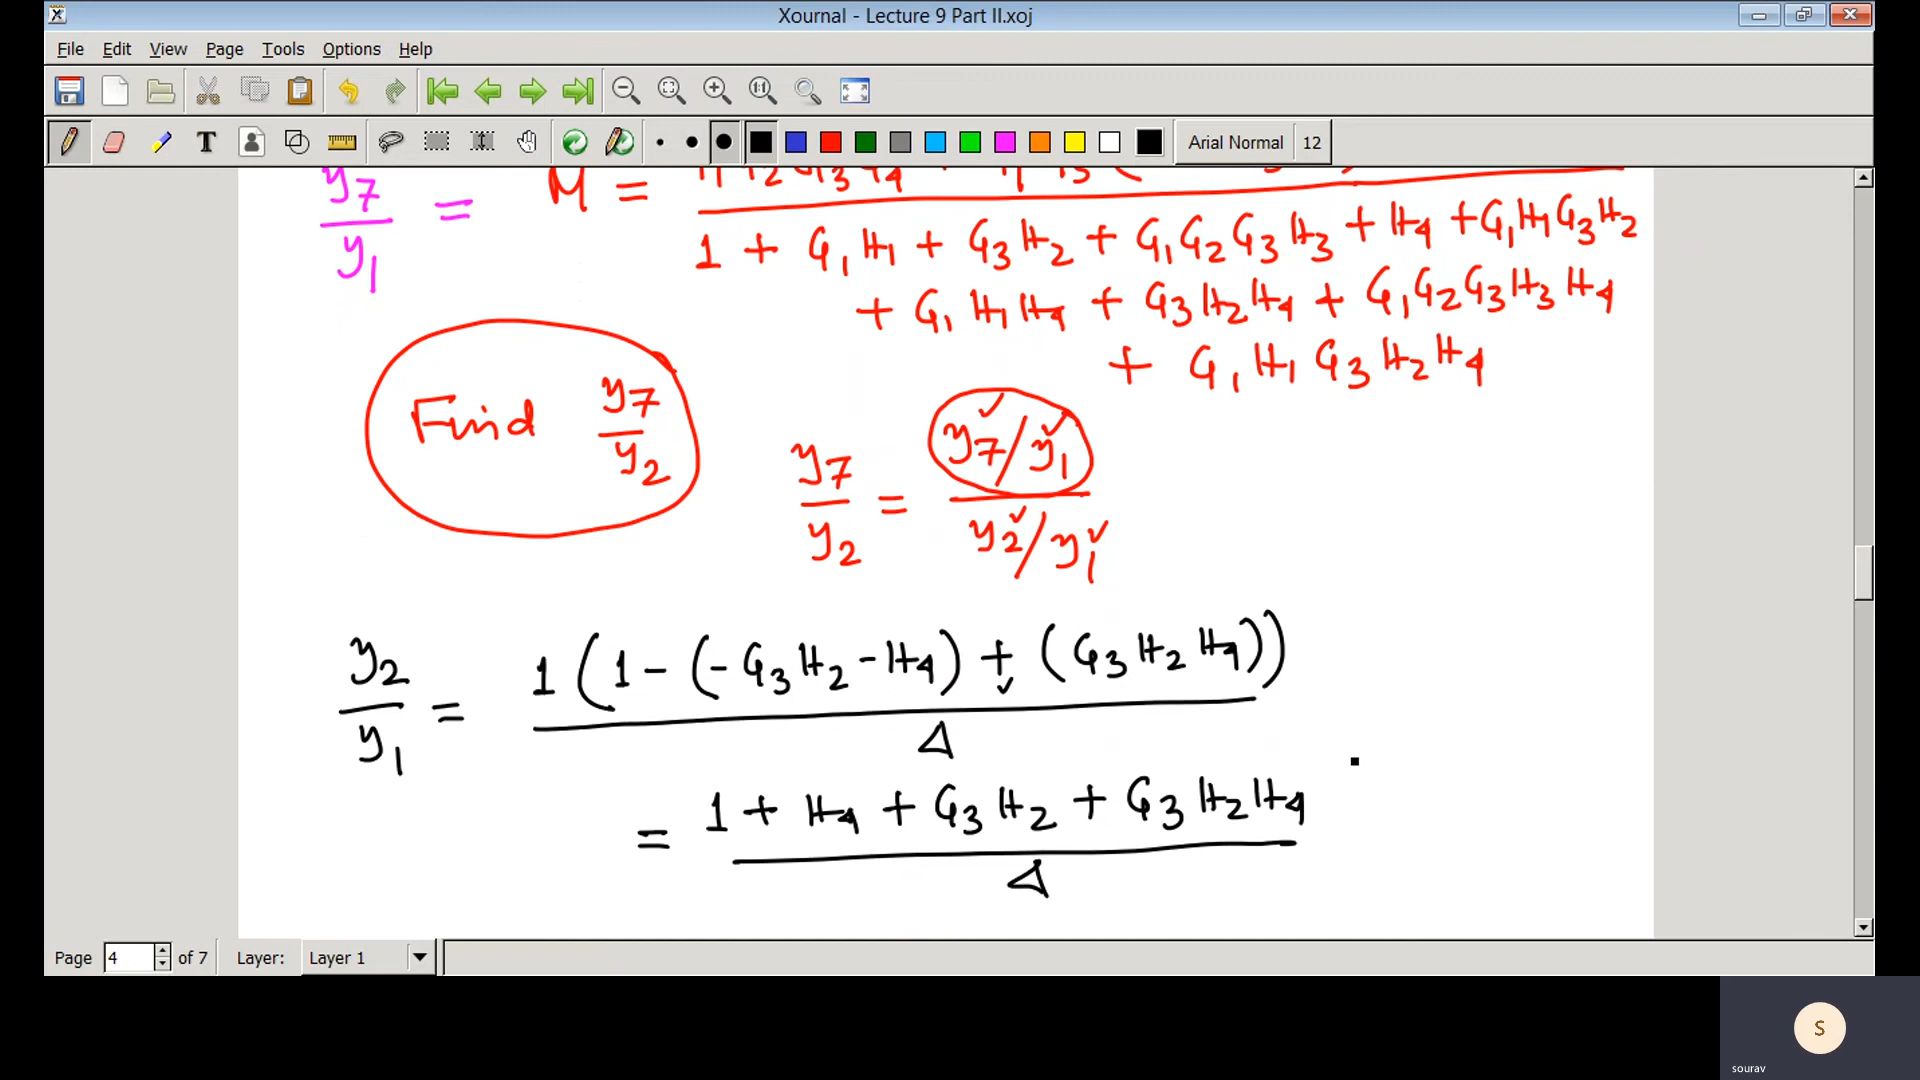 Xournal - Lecture 9 Part II.xoj
File Edit View Page Tools Options Help
Arial Normal 12
y7/y1 = M =
1 + G1H1 + G3H2 + G1G2G3H3 + H4 + G1H1G3H2
+ G1H1H4 + G3H2H4 + G1G2G3H3H4
+ G1H1G3H2H4
Find y7/y2
y7/y2 = (y7/y1)/(y2/y1)
y2/y1 = 1(1-(-G3H2-H4)+(G3H2H4))/Δ
= (1 + H4 + G3H2 + G3H2H4)/Δ
Page 4 of 7 Layer: Layer 1
S
sourav